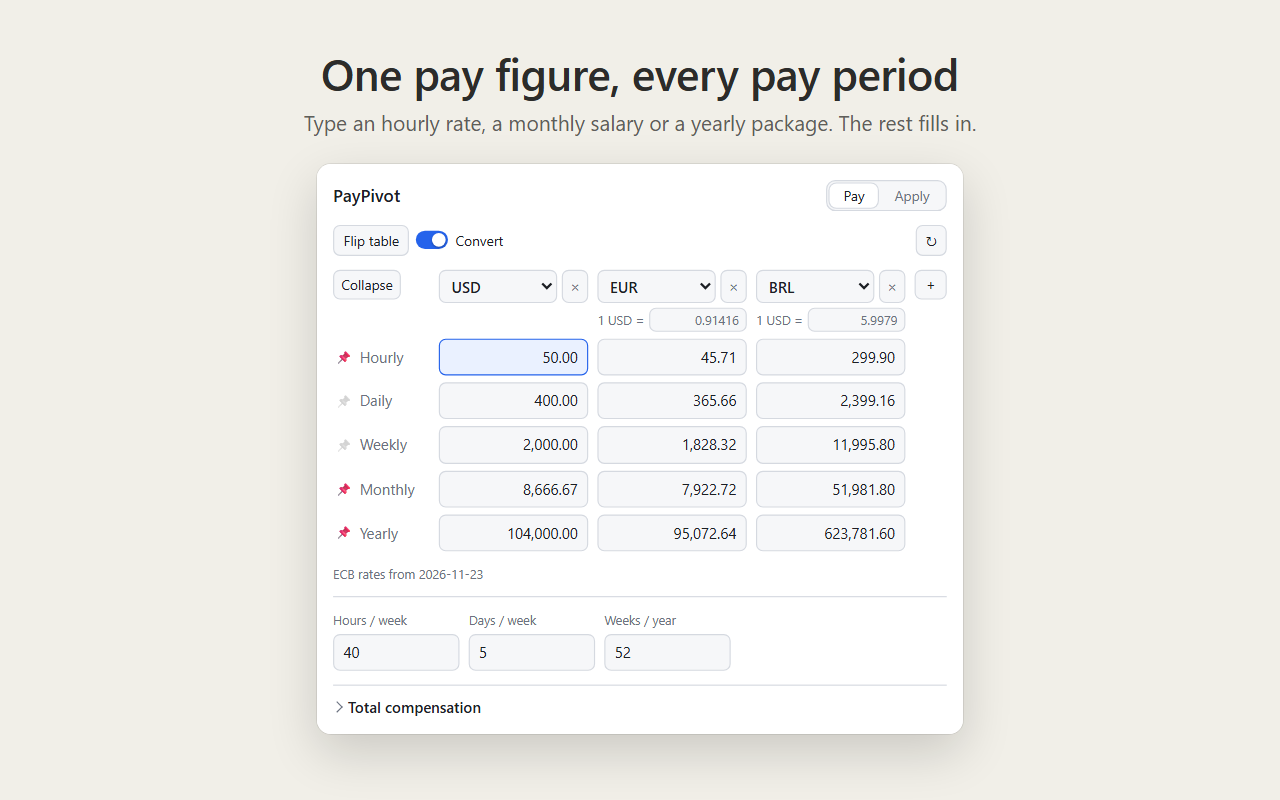 One pay figure, every pay period
Type an hourly rate, a monthly salary or a yearly package. The rest fills in.
PayPivot Pay Apply
Flip table Convert ↻
Collapse USD × EUR × BRL × +
1 USD = 0.91416 1 USD = 5.9979
Hourly 50.00 45.71 299.90
Daily 400.00 365.66 2,399.16
Weekly 2,000.00 1,828.32 11,995.80
Monthly 8,666.67 7,922.72 51,981.80
Yearly 104,000.00 95,072.64 623,781.60
ECB rates from 2026-11-23
Hours / week Days / week Weeks / year
40 5 52
Total compensation